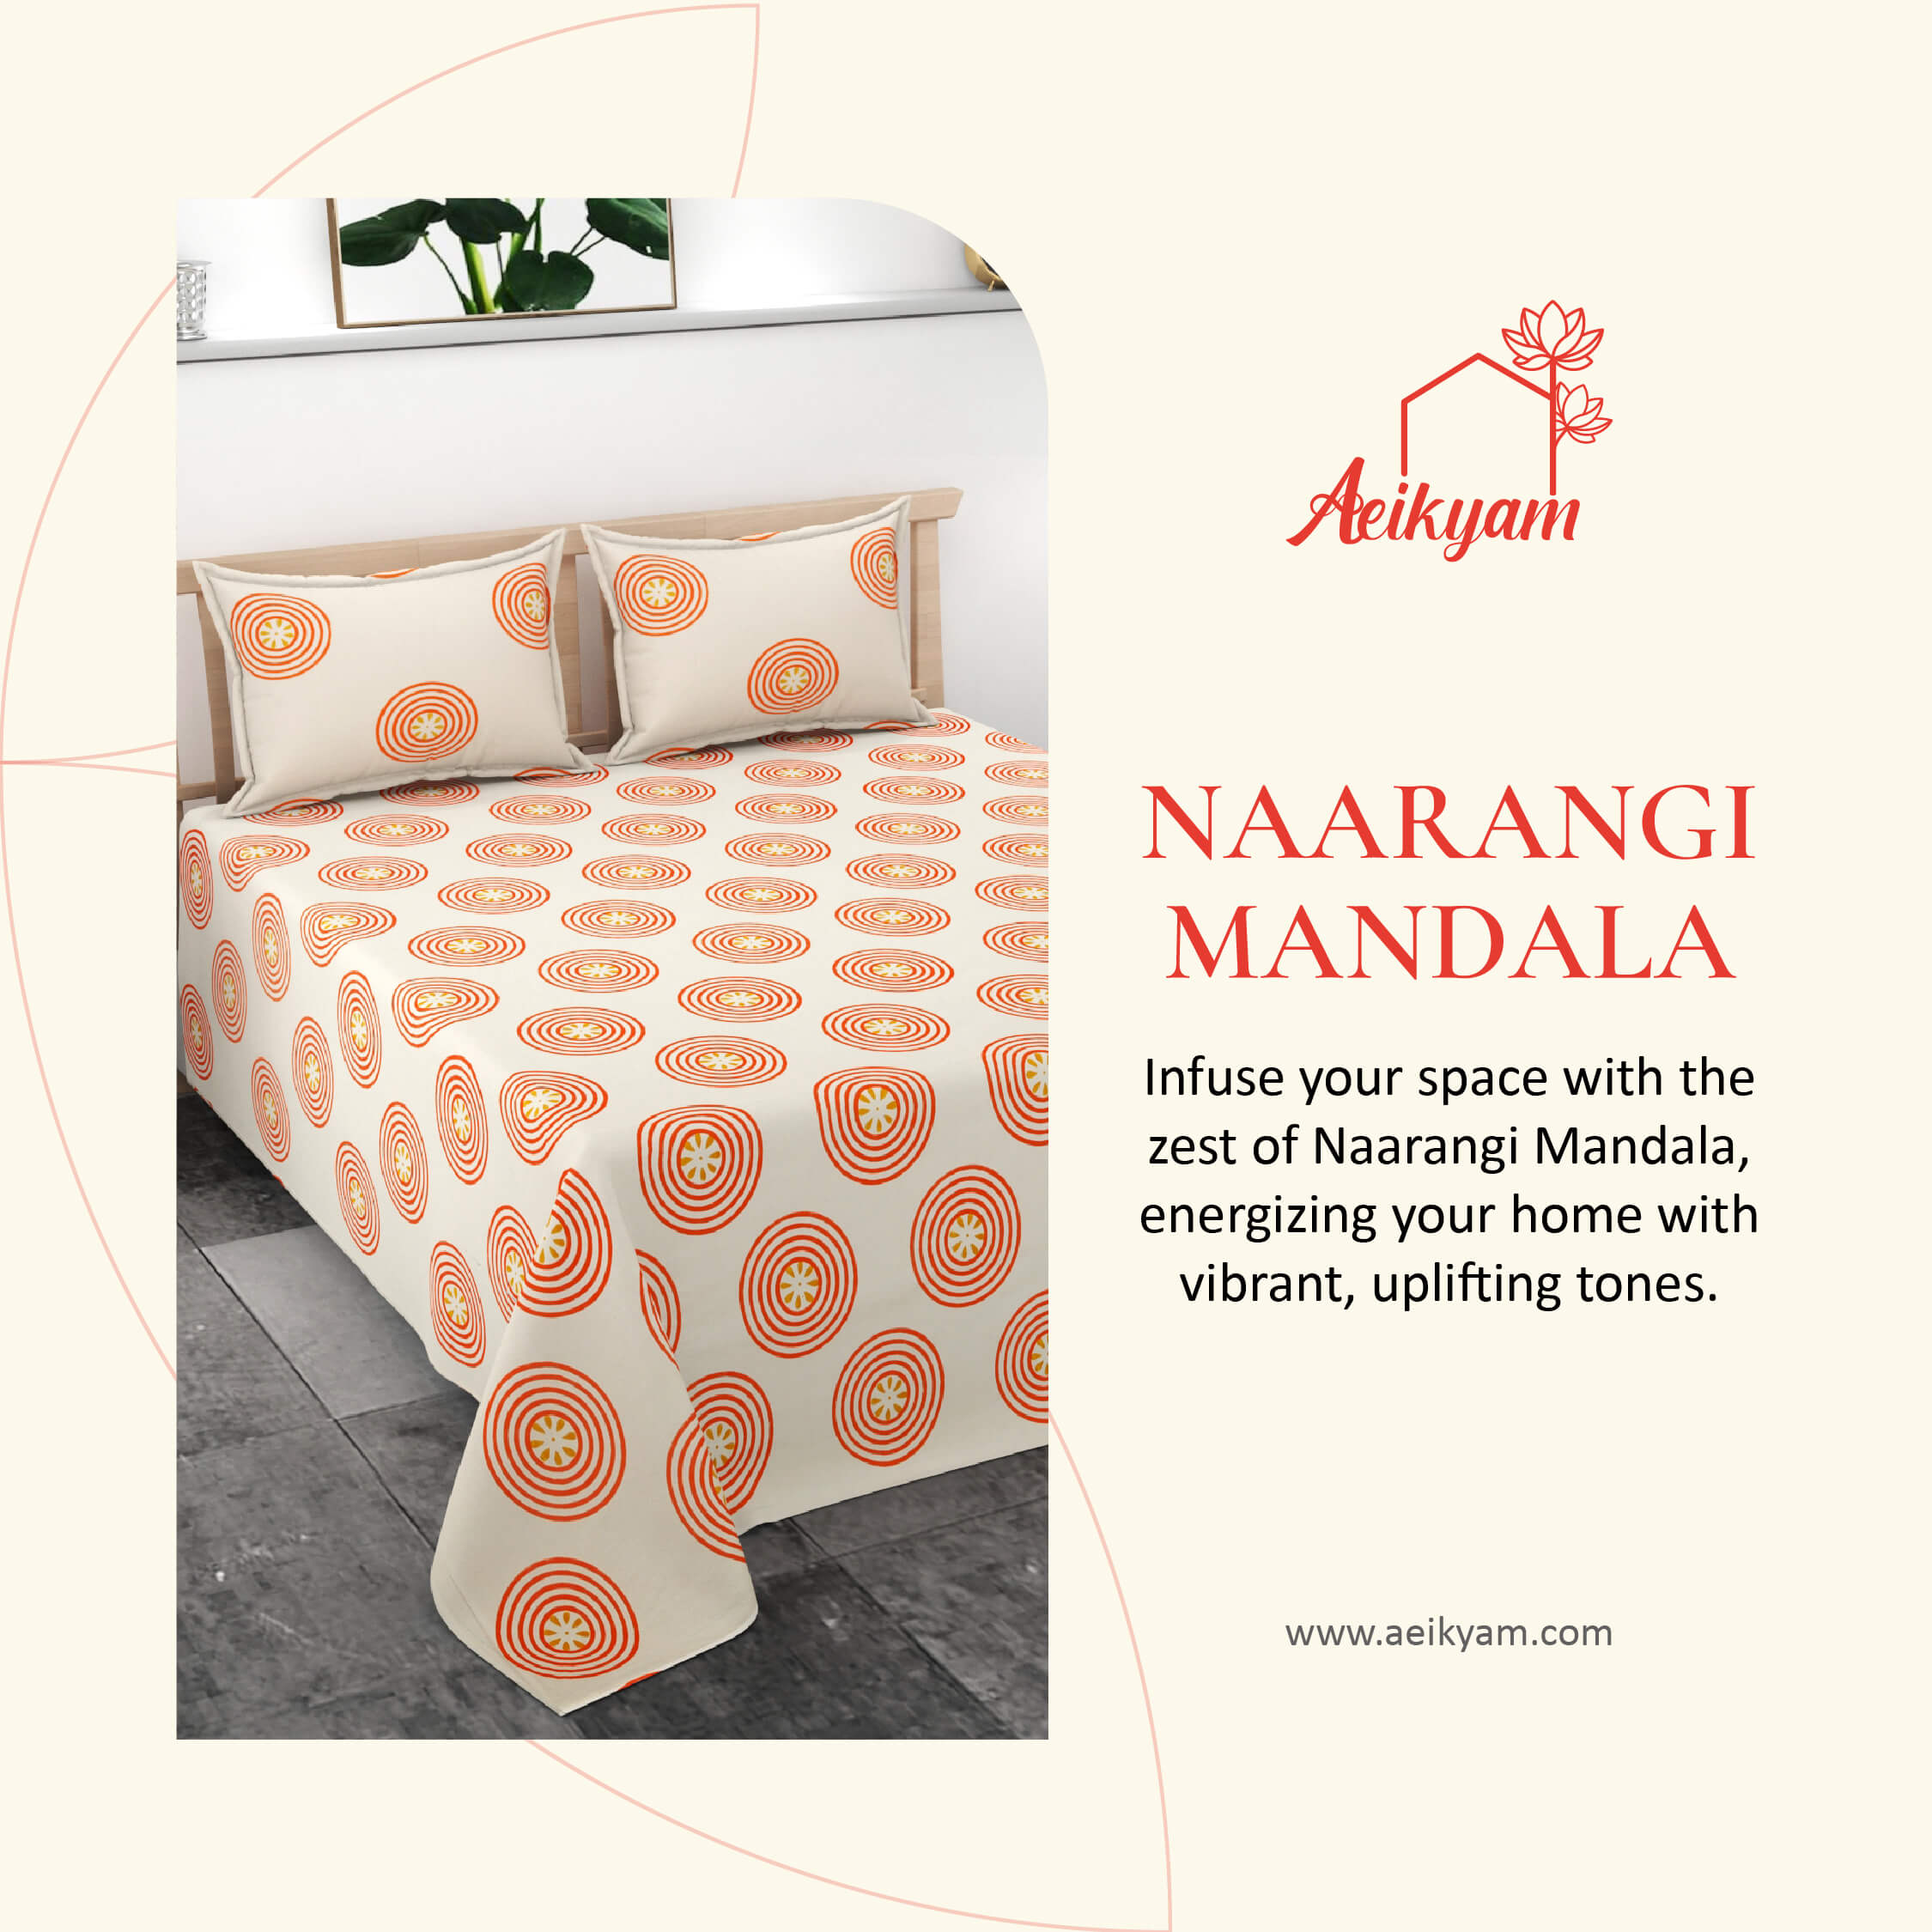 Aeikyam
NAARANGI
MANDALA
Infuse your space with the
zest of Naarangi Mandala,
energizing your home with
vibrant, uplifting tones.
www.aeikyam.com